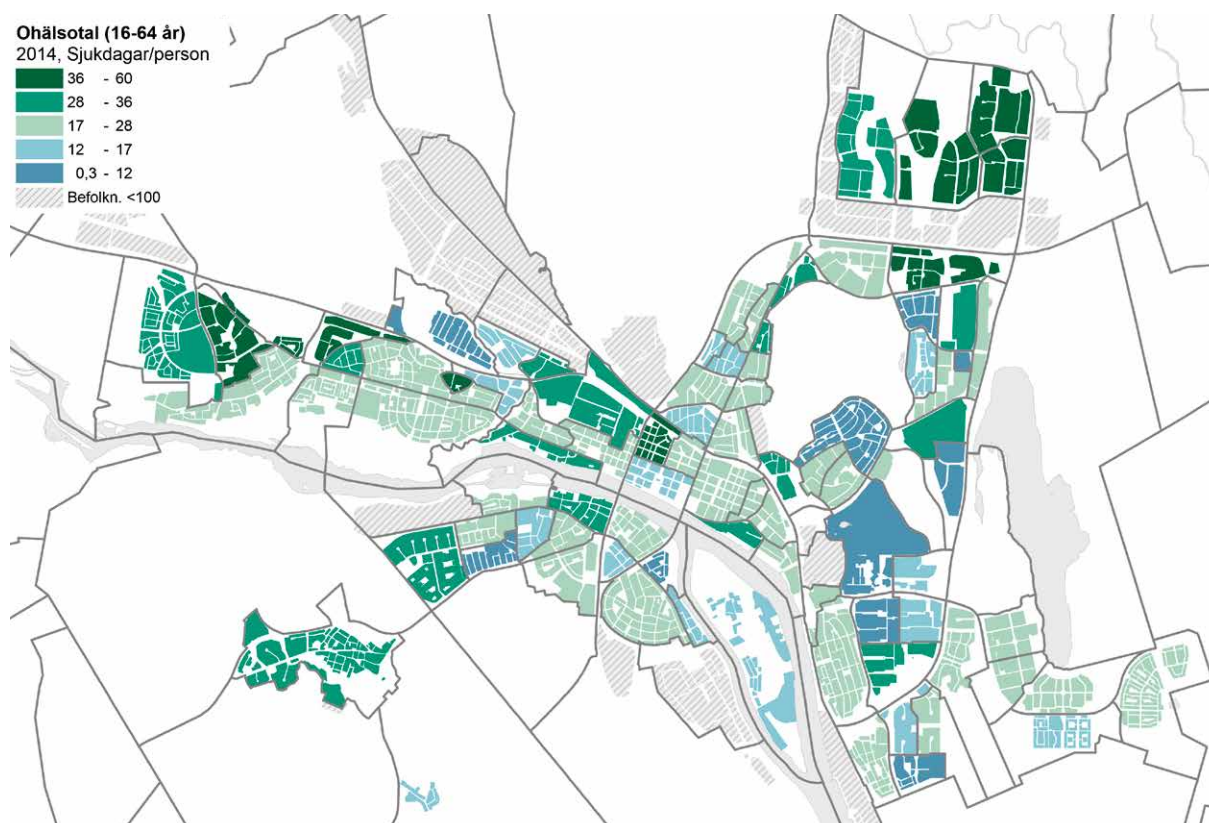 Ohälsotal (16-64 år)
2014, Sjukdagar/person
36 - 60
28 - 36
17 - 28
12 - 17
0,3 - 12
Befolkn. <100